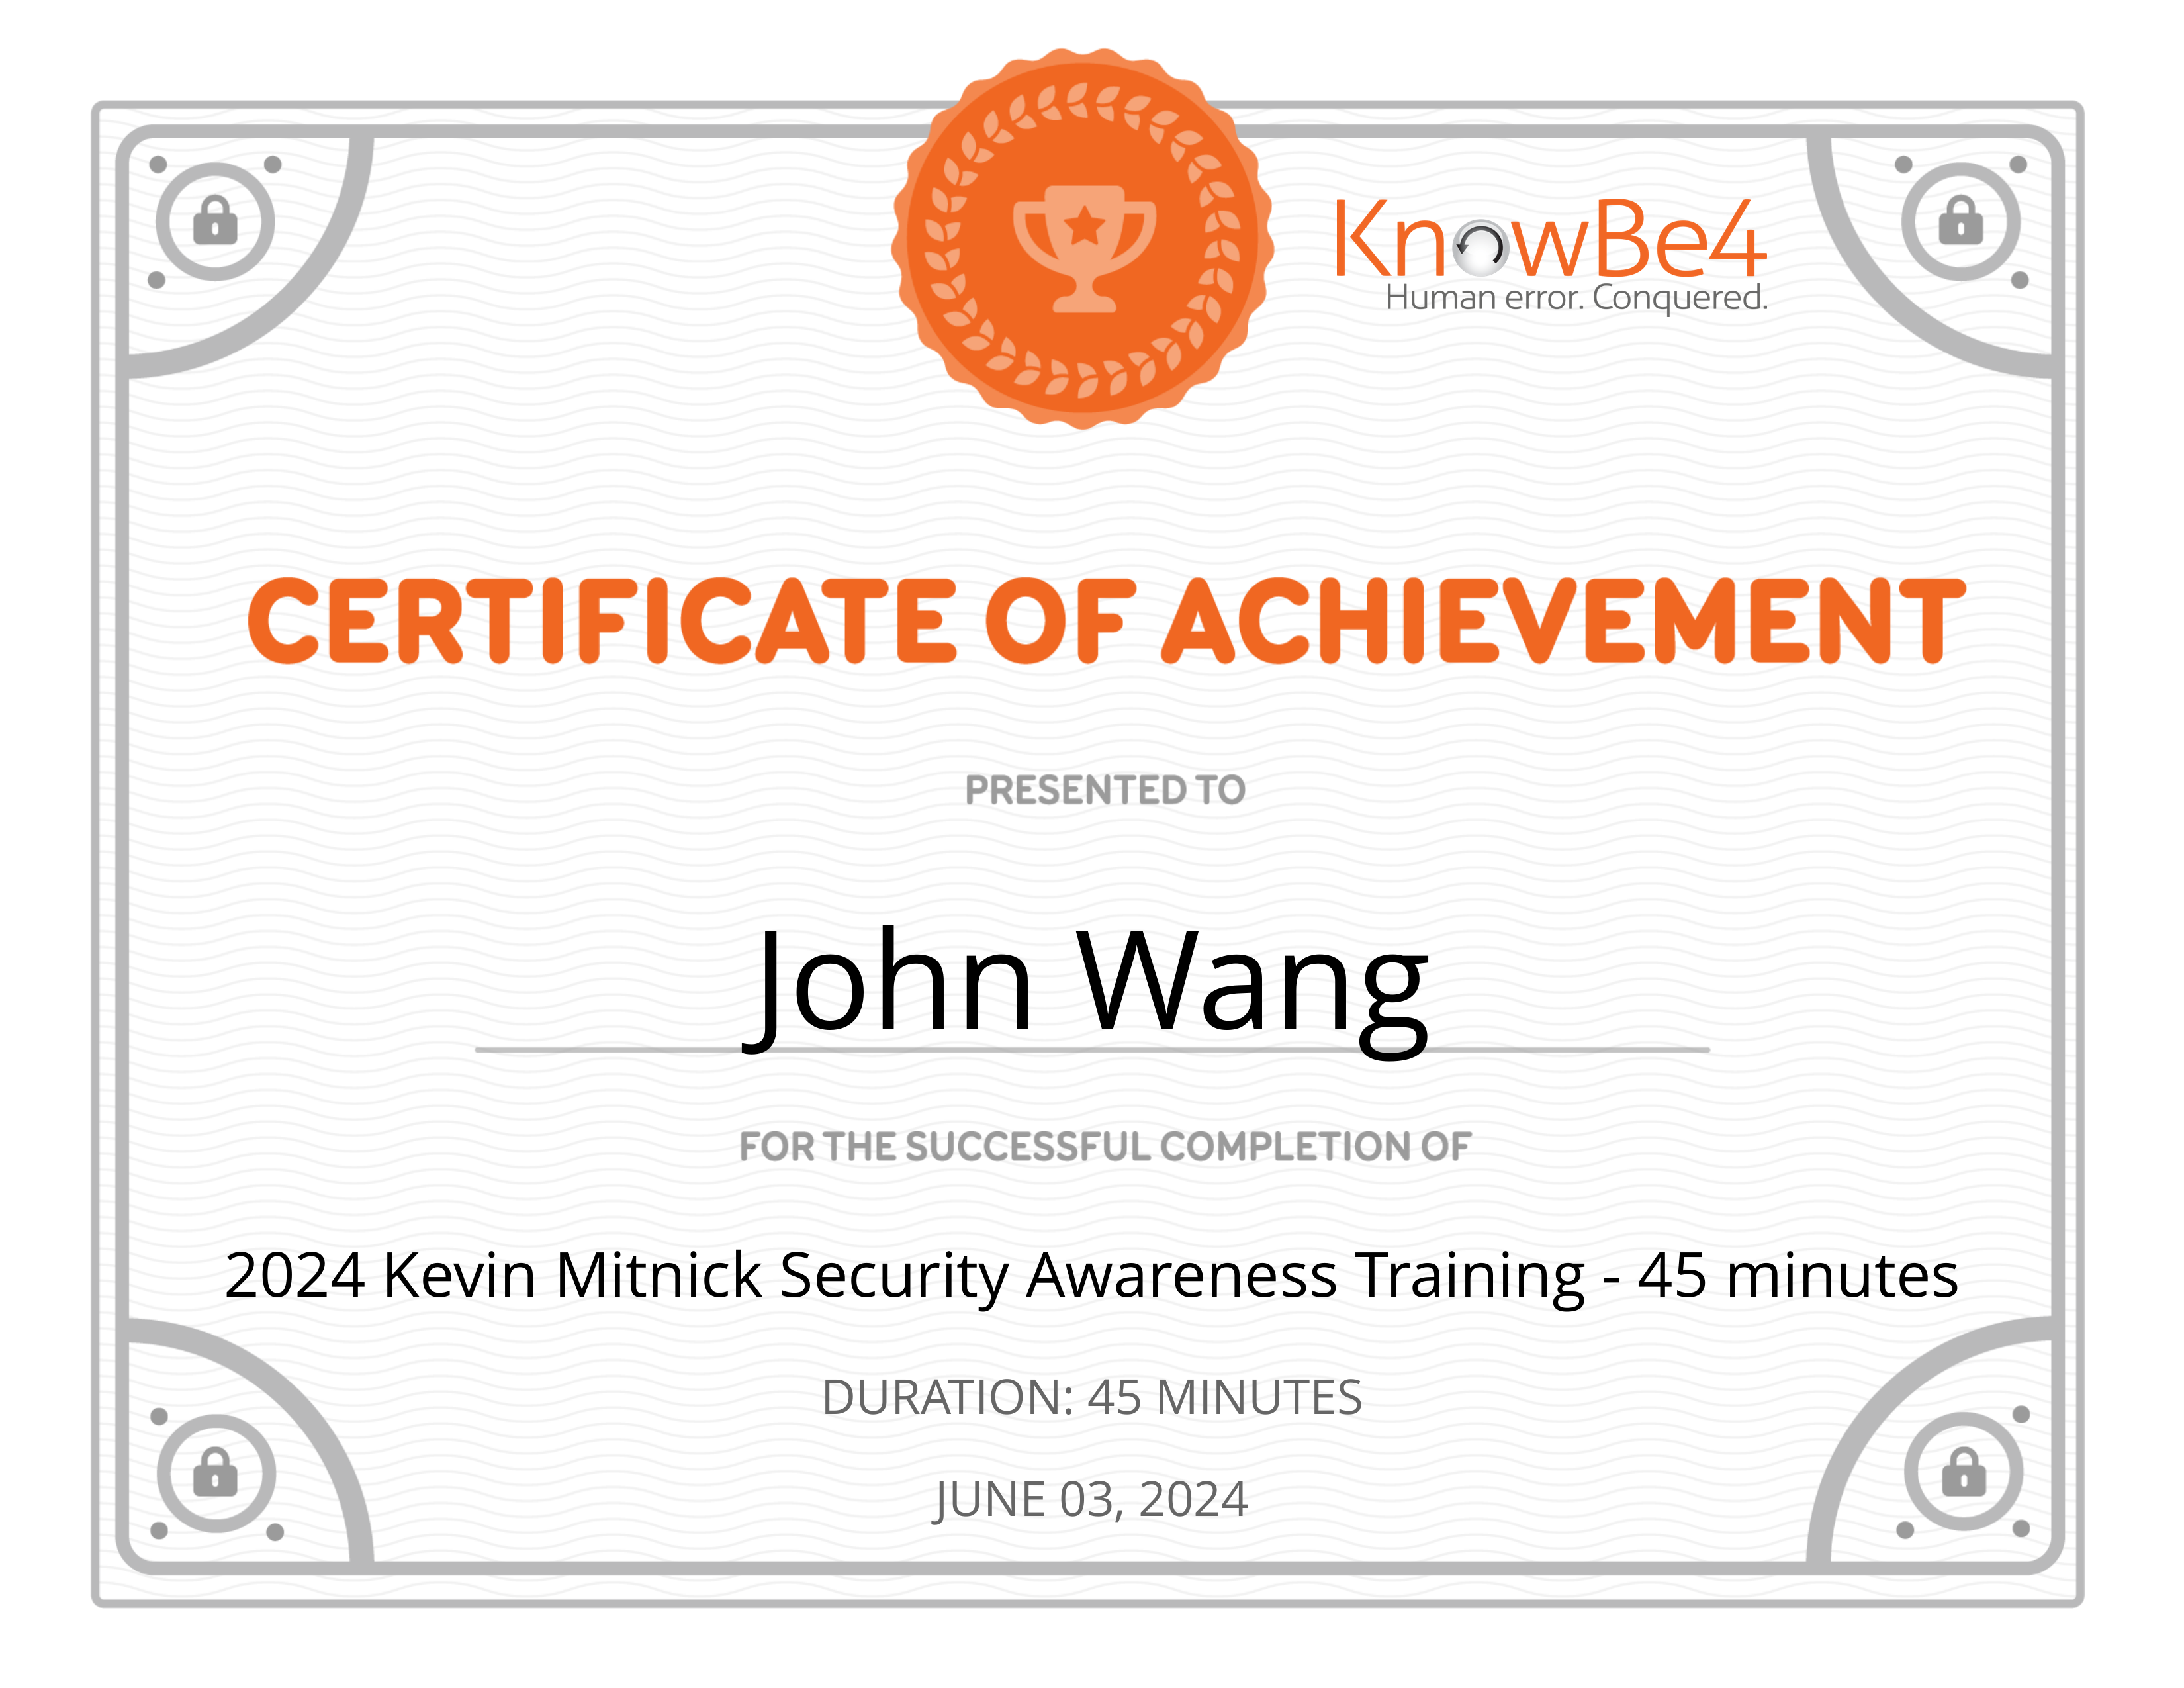 KnowBe4
Human error. Conquered.
CERTIFICATE OF ACHIEVEMENT
PRESENTED TO
John Wang
FOR THE SUCCESSFUL COMPLETION OF
2024 Kevin Mitnick Security Awareness Training - 45 minutes
DURATION: 45 MINUTES
JUNE 03, 2024